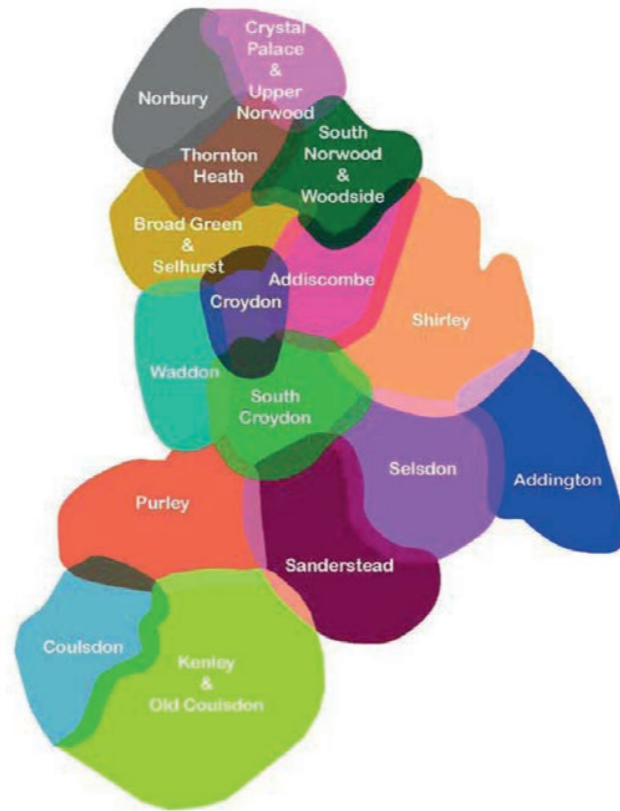 Crystal
Palace
&
Upper
Norwood
Norbury
South
Norwood
&
Woodside
Thornton
Heath
Broad Green
&
Selhurst
Addiscombe
Croydon
Shirley
Waddon
South
Croydon
Selsdon
Addington
Purley
Sanderstead
Coulsdon
Kenley
&
Old Coulsdon